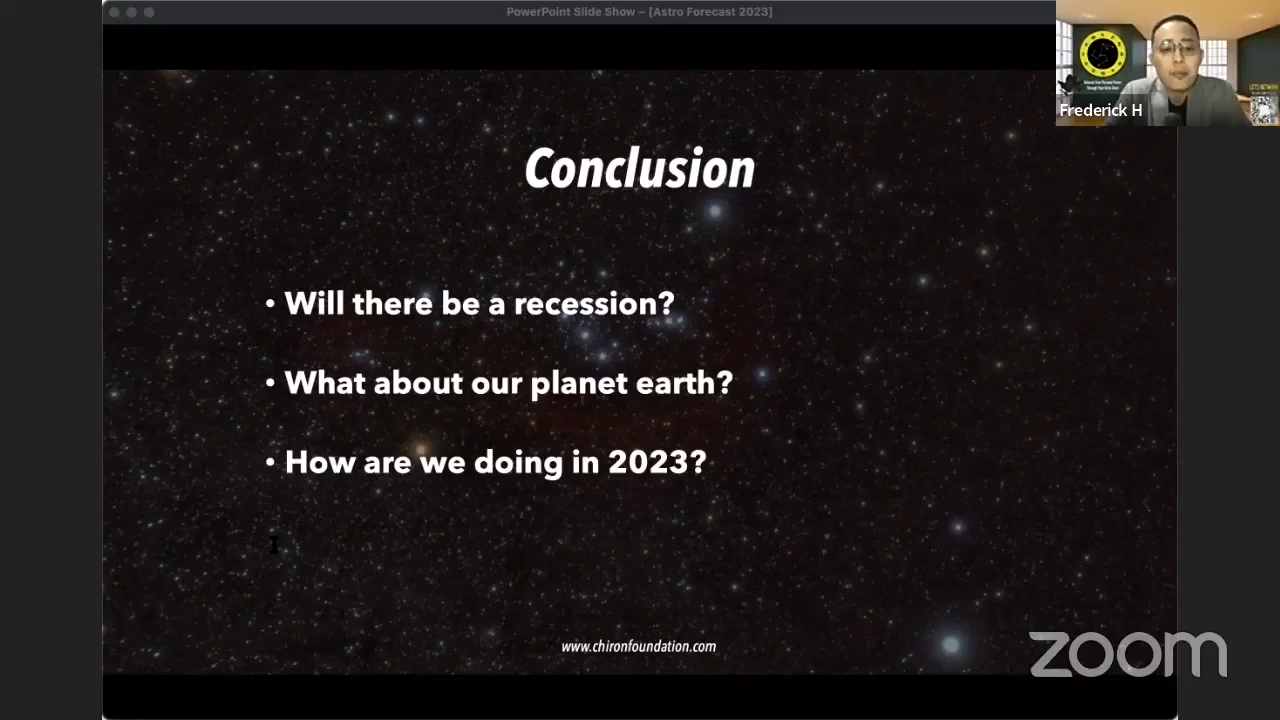 PowerPoint Slide Show – [Astro Forecast 2023]
Frederick H
Conclusion
• Will there be a recession?
• What about our planet earth?
• How are we doing in 2023?
www.chironfoundation.com
zoom